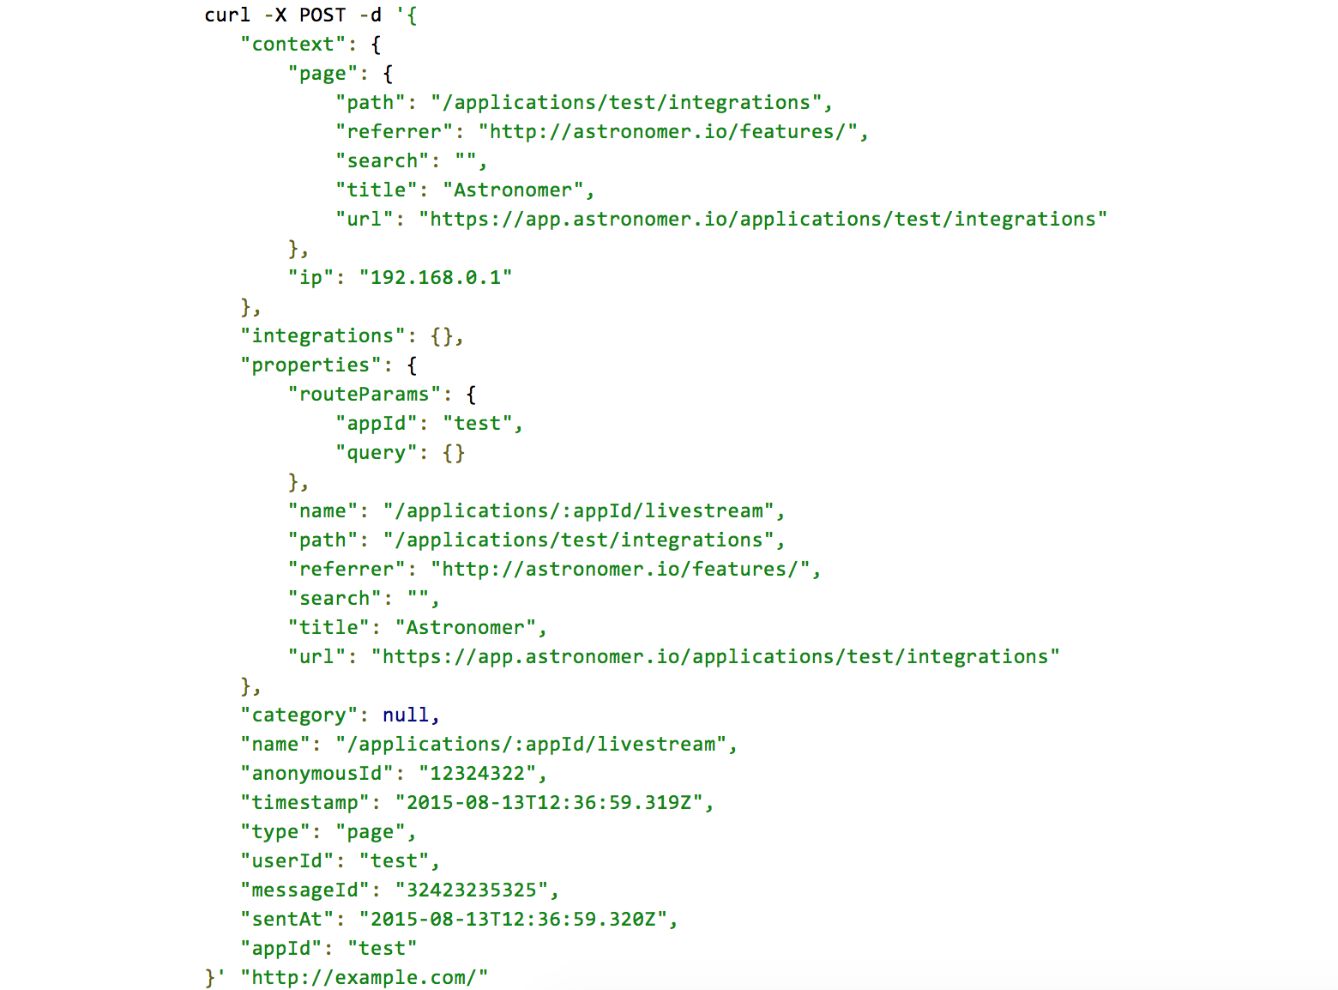 curl -X POST -d '{
   "context": {
       "page": {
           "path": "/applications/test/integrations",
           "referrer": "http://astronomer.io/features/",
           "search": "",
           "title": "Astronomer",
           "url": "https://app.astronomer.io/applications/test/integrations"
       },
       "ip": "192.168.0.1"
   },
   "integrations": {},
   "properties": {
       "routeParams": {
           "appId": "test",
           "query": {}
       },
       "name": "/applications/:appId/livestream",
       "path": "/applications/test/integrations",
       "referrer": "http://astronomer.io/features/",
       "search": "",
       "title": "Astronomer",
       "url": "https://app.astronomer.io/applications/test/integrations"
   },
   "category": null,
   "name": "/applications/:appId/livestream",
   "anonymousId": "12324322",
   "timestamp": "2015-08-13T12:36:59.319Z",
   "type": "page",
   "userId": "test",
   "messageId": "32423235325",
   "sentAt": "2015-08-13T12:36:59.320Z",
   "appId": "test"
}' "http://example.com/"